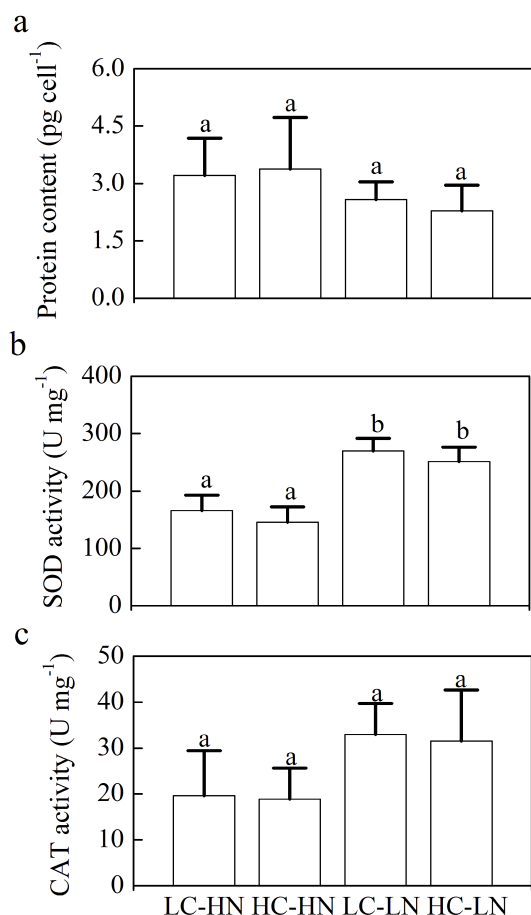 a
Protein content (pg cell⁻¹)
6.0
4.5
3.0
1.5
0.0
a
a
a
a
b
SOD activity (U mg⁻¹)
400
300
200
100
0
a
a
b
b
c
CAT activity (U mg⁻¹)
50
40
30
20
10
0
a
a
a
a
LC-HN HC-HN LC-LN HC-LN